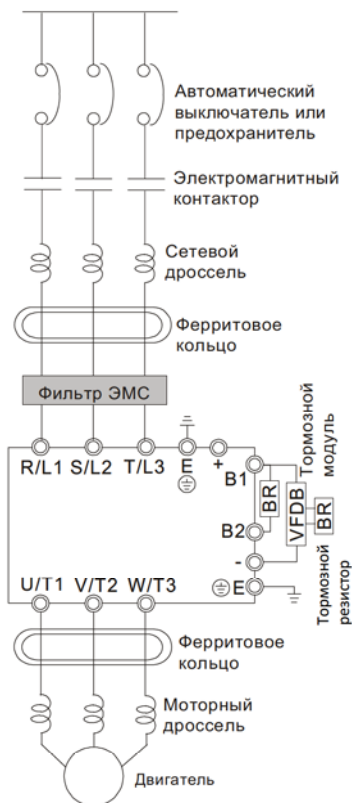 Автоматический
выключатель или
предохранитель
Электромагнитный
контактор
Сетевой
дроссель
Ферритовое
кольцо
Фильтр ЭМС
R/L1 S/L2 T/L3 E +
B1
BR
B2
-
E
VFDB
BR
Тормозной
модуль
Тормозной
резистор
U/T1 V/T2 W/T3
Ферритовое
кольцо
Моторный
дроссель
Двигатель